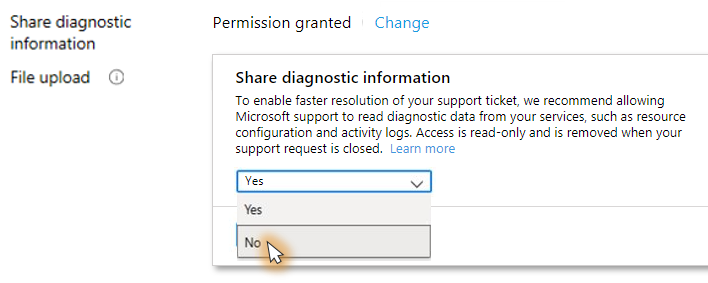 Share diagnostic
information
Permission granted
Change
File upload
Share diagnostic information
To enable faster resolution of your support ticket, we recommend allowing
Microsoft support to read diagnostic data from your services, such as resource
configuration and activity logs. Access is read-only and is removed when your
support request is closed. Learn more
Yes
Yes
No